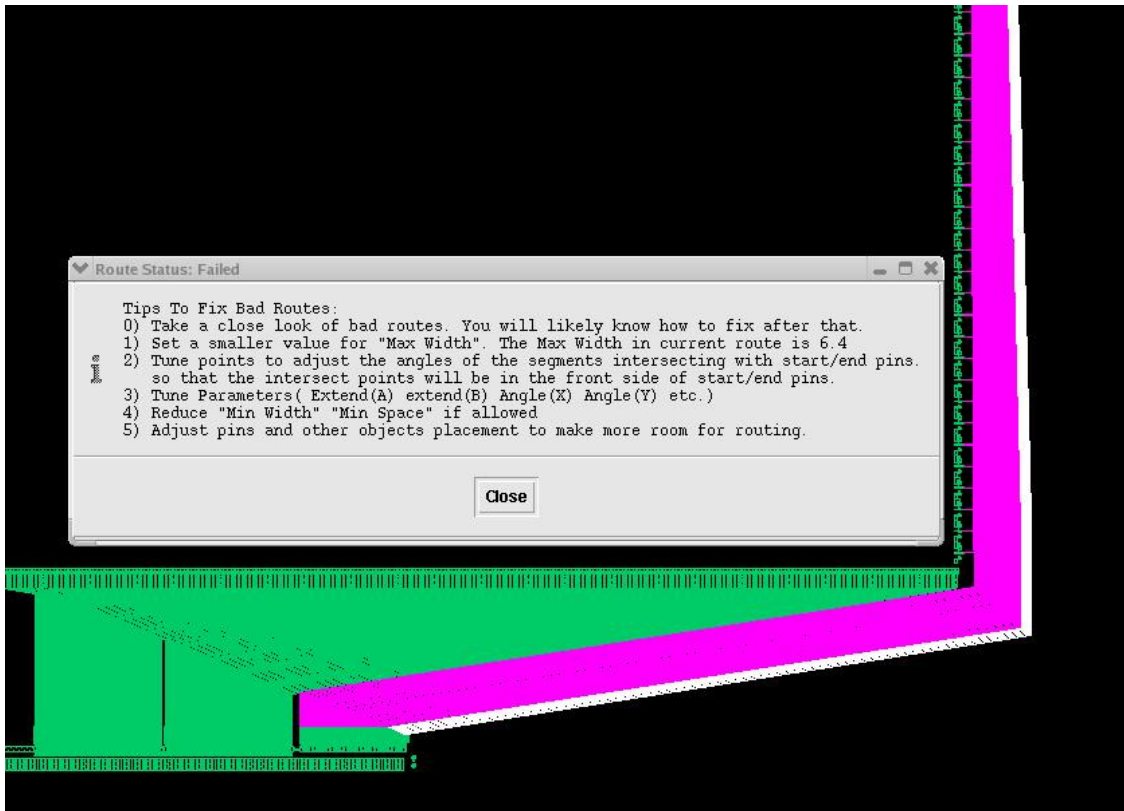 Route Status: Failed
Tips To Fix Bad Routes:
0) Take a close look of bad routes. You will likely know how to fix after that.
1) Set a smaller value for "Max Width". The Max Width in current route is 6.4
2) Tune points to adjust the angles of the segments intersecting with start/end pins.
so that the intersect points will be in the front side of start/end pins.
3) Tune Parameters( Extend(A) extend(B) Angle(X) Angle(Y) etc.)
4) Reduce "Min Width" "Min Space" if allowed
5) Adjust pins and other objects placement to make more room for routing.
Close